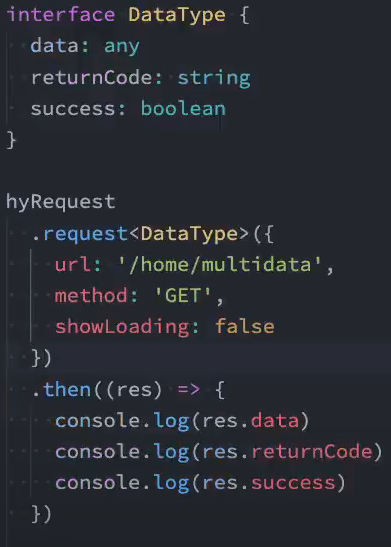 interface DataType {
  data: any
  returnCode: string
  success: boolean
}

hyRequest
  .request<DataType>({
    url: '/home/multidata',
    method: 'GET',
    showLoading: false
  })
  .then((res) => {
    console.log(res.data)
    console.log(res.returnCode)
    console.log(res.success)
  })